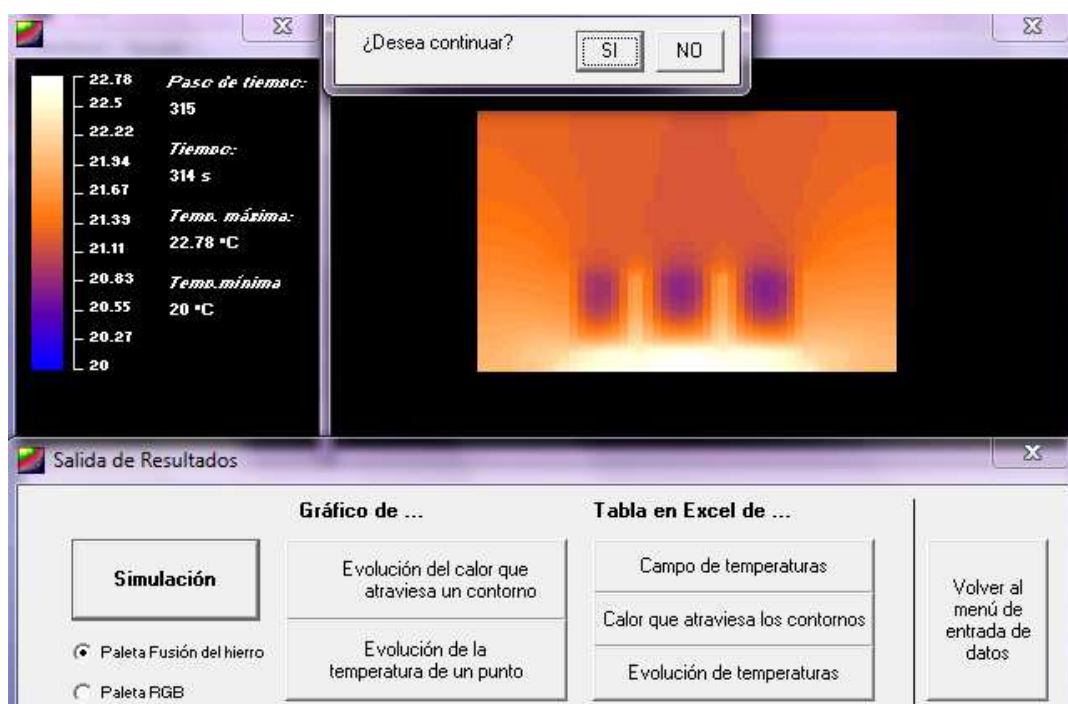 ¿Desea continuar?
SI
NO
22.78
22.5
22.22
21.94
21.67
21.39
21.11
20.83
20.55
20.27
20
Paso de tiempo:
315
Tiempo:
314 s
Temp. máxima:
22.78 ºC
Temp.mínima
20 ºC
Salida de Resultados
Gráfico de ...
Tabla en Excel de ...
Simulación
Paleta Fusión del hierro
Paleta RGB
Evolución del calor que
atraviesa un contorno
Evolución de la
temperatura de un punto
Campo de temperaturas
Calor que atraviesa los contornos
Evolución de temperaturas
Volver al
menú de
entrada de
datos